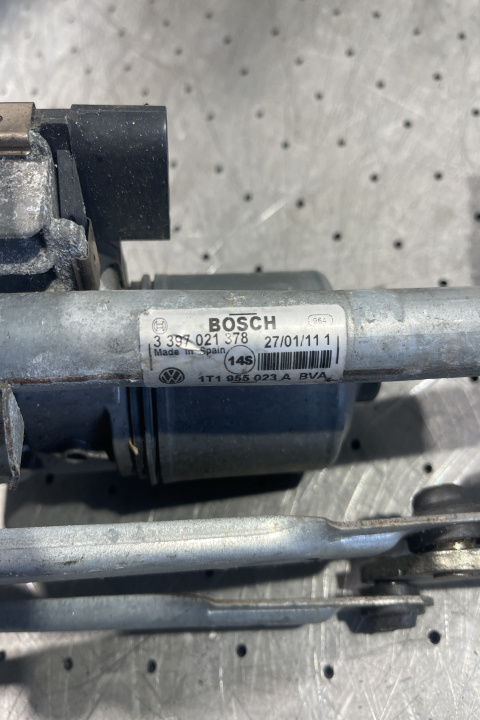 BOSCH
3 397 021 378 27/01/11 1
Made in Spain 14S
1T1 955 023 A BVA